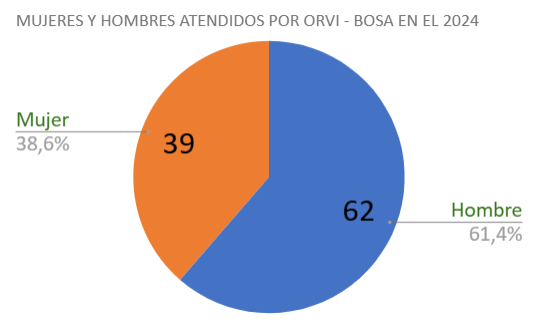 MUJERES Y HOMBRES ATENDIDOS POR ORVI - BOSA EN EL 2024
Mujer
38,6%
39
62
Hombre
61,4%